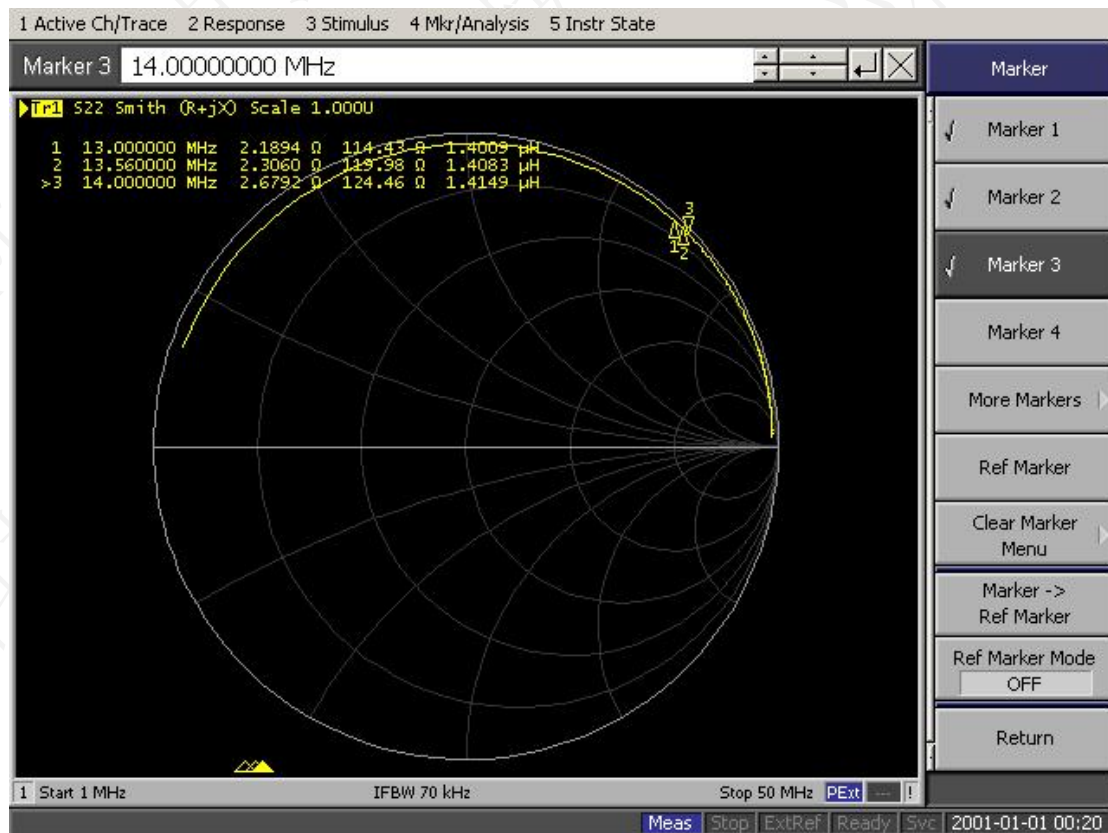 1 Active Ch/Trace 2 Response 3 Stimulus 4 Mkr/Analysis 5 Instr State
Marker 3 14.00000000 MHz
Tr1 S22 Smith (R+jX) Scale 1.000U
1 13.000000 MHz 2.1894 Ω 114.43 Ω 1.4009 μH
2 13.560000 MHz 2.3060 Ω 119.98 Ω 1.4083 μH
>3 14.000000 MHz 2.6792 Ω 124.46 Ω 1.4149 μH
3
1 2
1 Start 1 MHz IFBW 70 kHz Stop 50 MHz PExt --- !
Marker
Marker 1
Marker 2
Marker 3
Marker 4
More Markers
Ref Marker
Clear Marker
Menu
Marker ->
Ref Marker
Ref Marker Mode
OFF
Return
Meas Stop ExtRef Ready Svc 2001-01-01 00:20